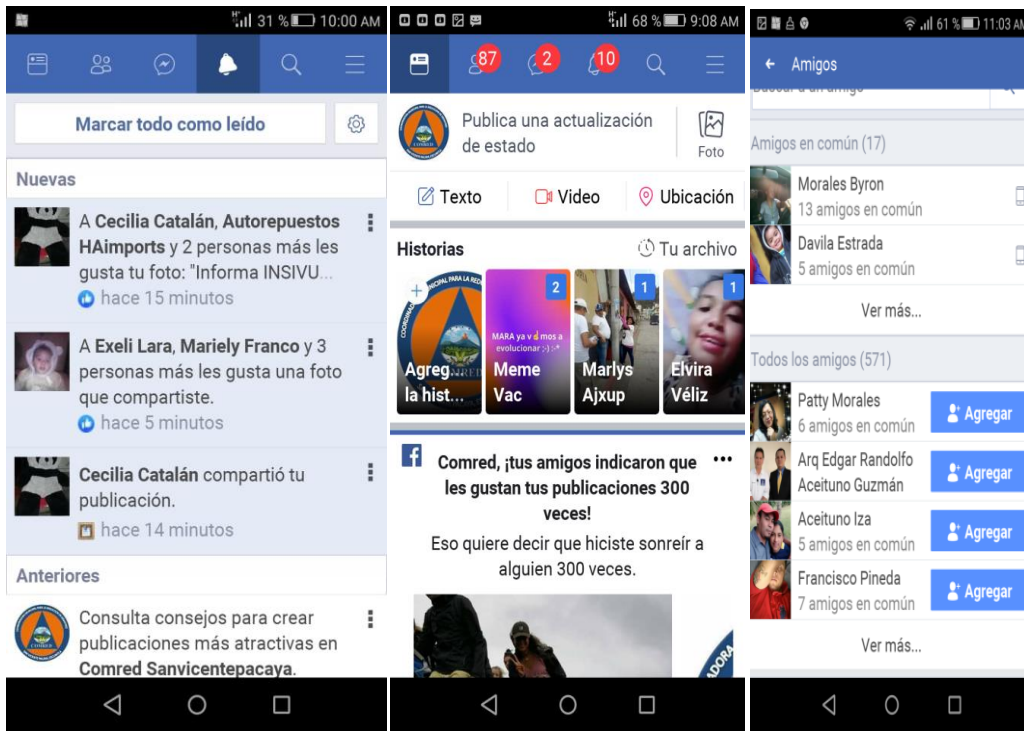 31 % 10:00 AM
Marcar todo como leído
Nuevas
A Cecilia Catalán, Autorepuestos
HAimports y 2 personas más les
gusta tu foto: "Informa INSIVU...
hace 15 minutos
A Exeli Lara, Mariely Franco y 3
personas más les gusta una foto
que compartiste.
hace 5 minutos
Cecilia Catalán compartió tu
publicación.
hace 14 minutos
Anteriores
Consulta consejos para crear
publicaciones más atractivas en
Comred Sanvicentepacaya.
68 % 9:08 AM
87
2
10
Publica una actualización
de estado
Foto
Texto
Video
Ubicación
Historias
Tu archivo
Agreg...
la hist...
2
MARA ya v d mos a
evolucionar ;-) :-*
Meme
Vac
1
Marlys
Ajxup
1
Elvira
Véliz
Comred, ¡tus amigos indicaron que
les gustan tus publicaciones 300
veces!
Eso quiere decir que hiciste sonreír a
alguien 300 veces.
61 % 11:03 AM
Amigos
Buscar a un amigo
Amigos en común (17)
Morales Byron
13 amigos en común
Davila Estrada
5 amigos en común
Ver más...
Todos los amigos (571)
Patty Morales
6 amigos en común
Agregar
Arq Edgar Randolfo
Aceituno Guzmán
Agregar
Aceituno Iza
5 amigos en común
Agregar
Francisco Pineda
7 amigos en común
Agregar
Ver más...